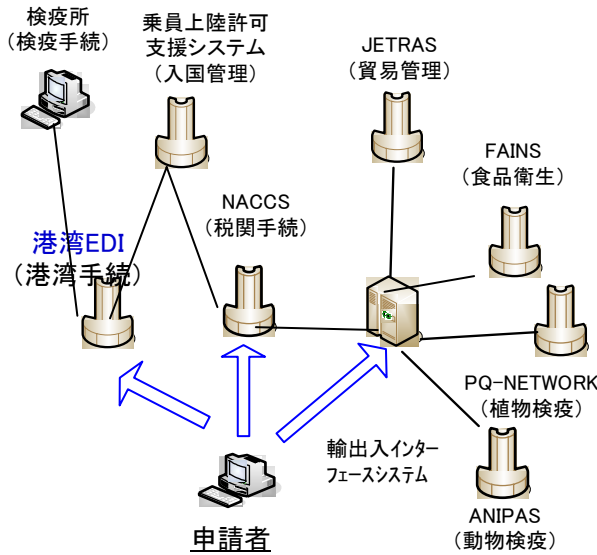 検疫所
（検疫手続）
乗員上陸許可
支援システム
（入国管理）
JETRAS
（貿易管理）
FAINS
（食品衛生）
NACCS
（税関手続）
港湾EDI
（港湾手続）
PQ-NETWORK
（植物検疫）
輸出入インター
フェースシステム
申請者
ANIPAS
（動物検疫）